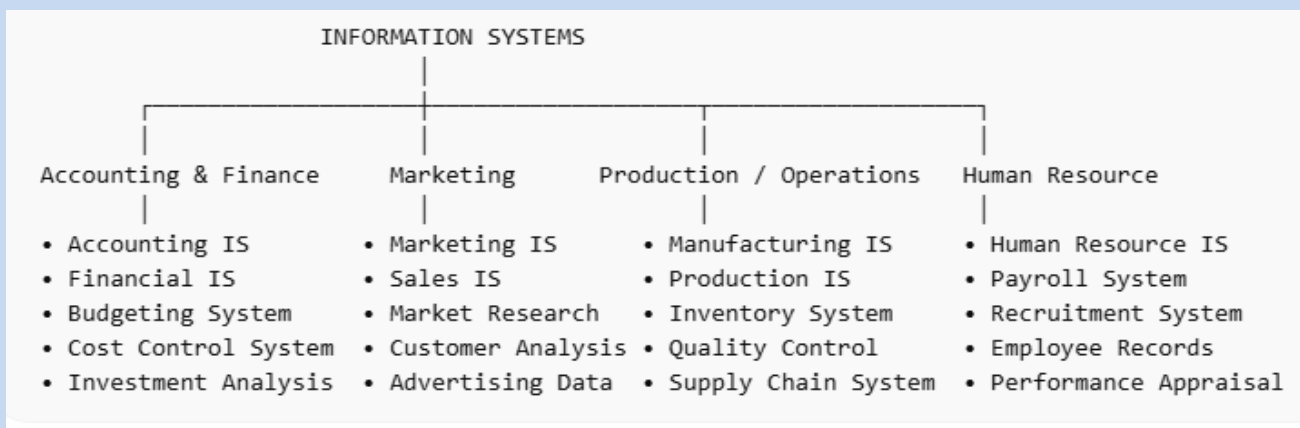 INFORMATION SYSTEMS
Accounting & Finance Marketing Production / Operations Human Resource
• Accounting IS • Marketing IS • Manufacturing IS • Human Resource IS
• Financial IS • Sales IS • Production IS • Payroll System
• Budgeting System • Market Research • Inventory System • Recruitment System
• Cost Control System • Customer Analysis • Quality Control • Employee Records
• Investment Analysis • Advertising Data • Supply Chain System • Performance Appraisal